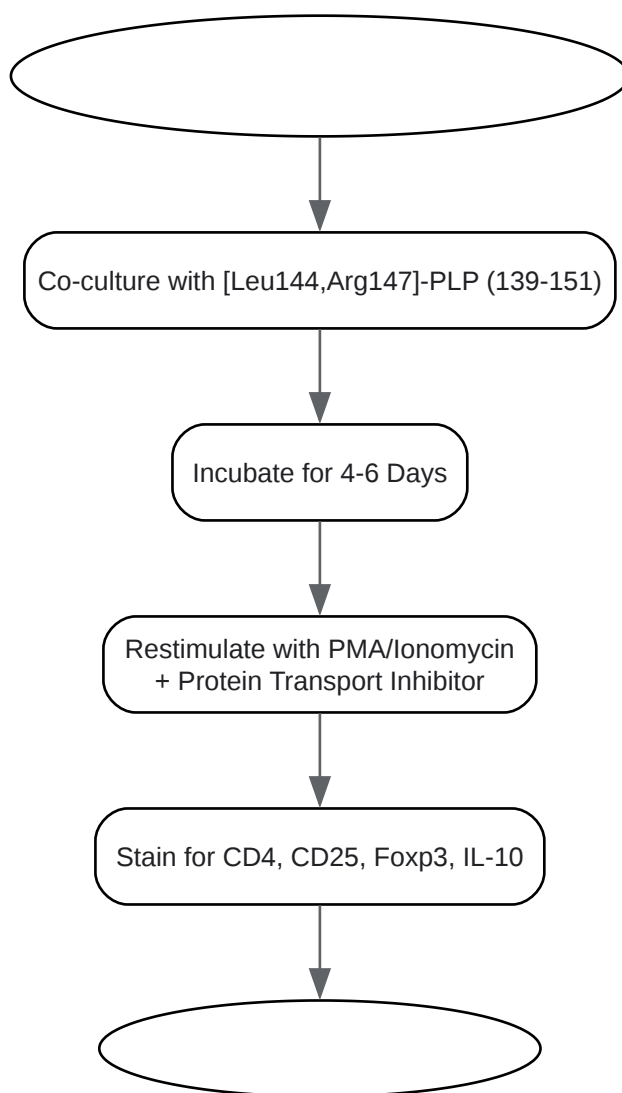 Co-culture with [Leu144,Arg147]-PLP (139-151)
Incubate for 4-6 Days
Restimulate with PMA/Ionomycin
+ Protein Transport Inhibitor
Stain for CD4, CD25, Foxp3, IL-10